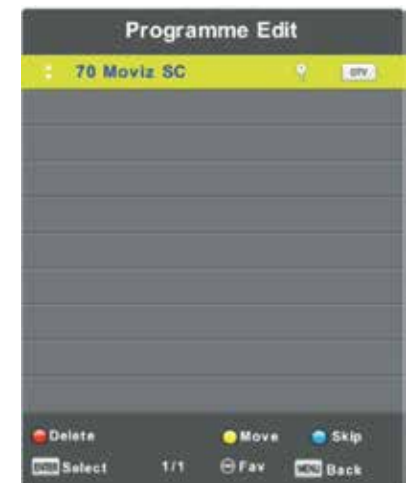 Programme Edit
70 Moviz SC DTV
Delete Move Skip
ENTER Select 1/1 Fav MENU Back